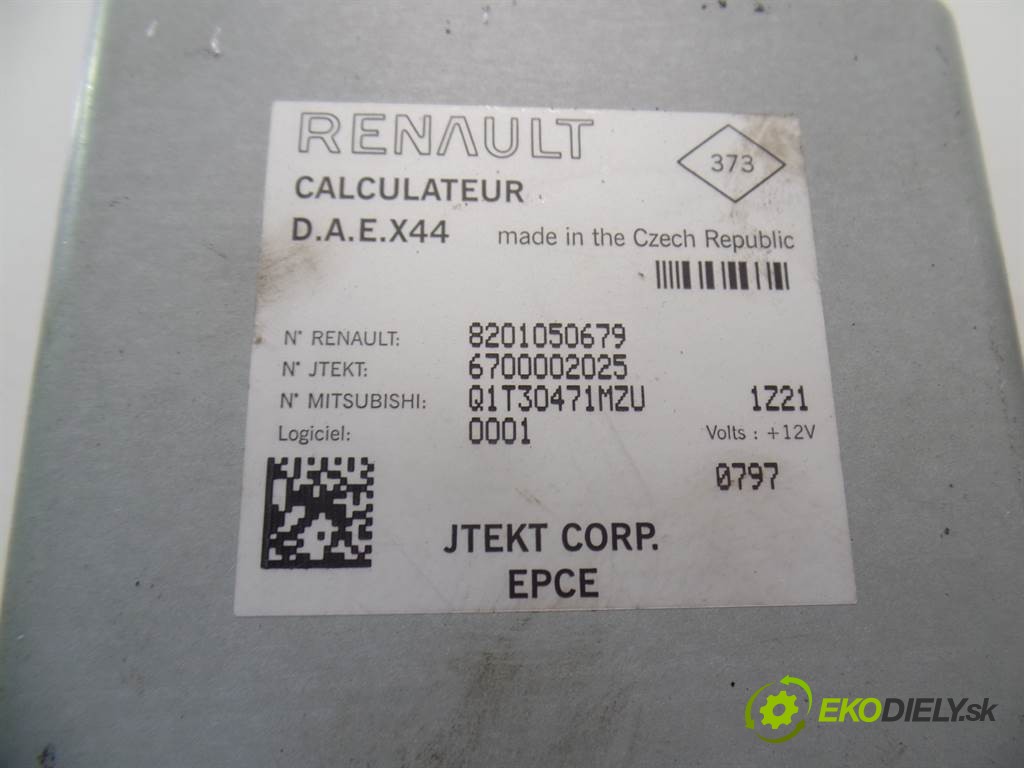 RENAULT
373
CALCULATEUR
D.A.E.X44 made in the Czech Republic
N° RENAULT: 8201050679
N° JTEKT: 6700002025
N° MITSUBISHI: Q1T30471MZU 1Z21
Logiciel: 0001 Volts : +12V
0797
JTEKT CORP.
EPCE
EKODIELY.sk